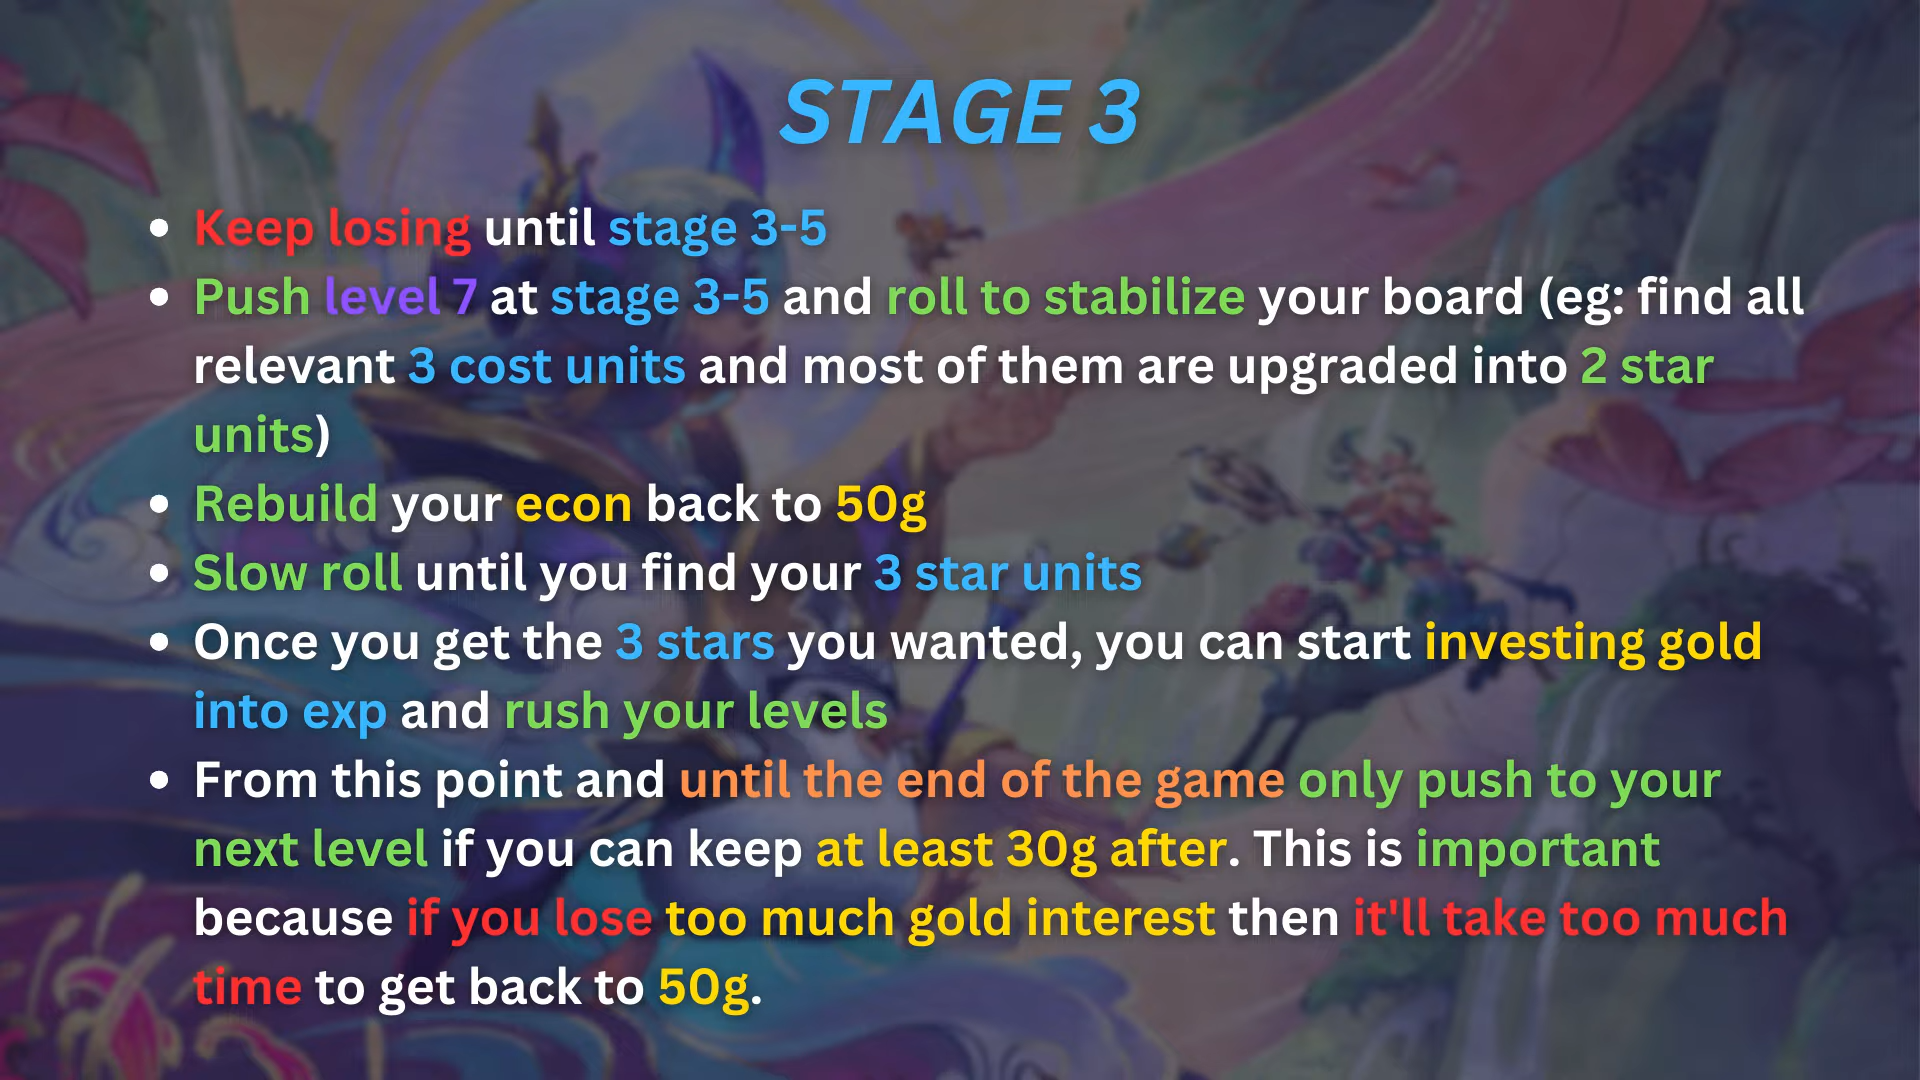 STAGE 3
• Keep losing until stage 3-5
• Push level 7 at stage 3-5 and roll to stabilize your board (eg: find all
relevant 3 cost units and most of them are upgraded into 2 star
units)
• Rebuild your econ back to 50g
• Slow roll until you find your 3 star units
• Once you get the 3 stars you wanted, you can start investing gold
into exp and rush your levels
• From this point and until the end of the game only push to your
next level if you can keep at least 30g after. This is important
because if you lose too much gold interest then it'll take too much
time to get back to 50g.